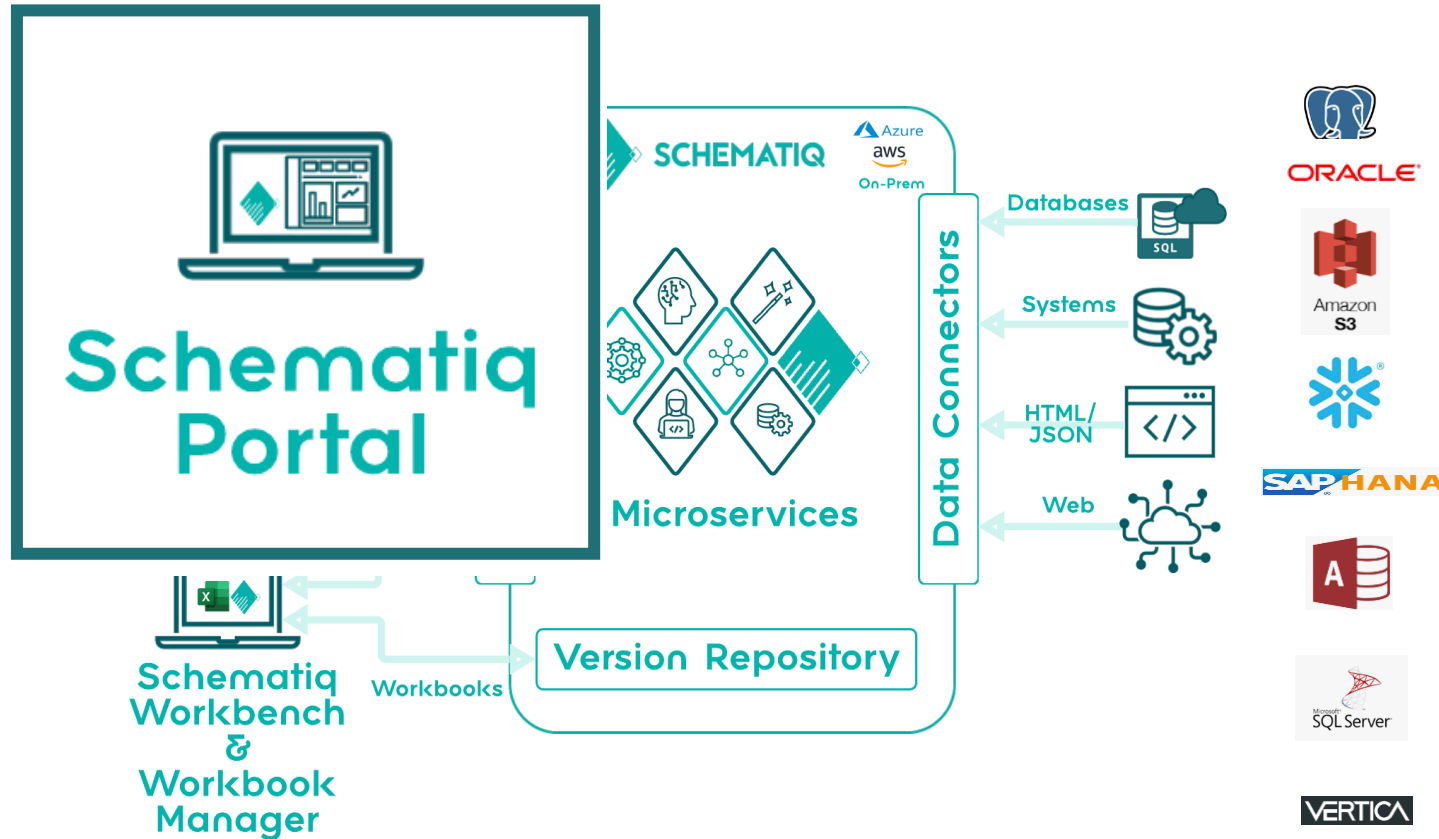 Schematiq
Portal
SCHEMATIQ
Azure
aws
On-Prem
Microservices
Data Connectors
Version Repository
Workbooks
Schematiq
Workbench
&
Workbook
Manager
Databases
SQL
Systems
HTML/
JSON
</>
Web
</>
X
ORACLE®
Amazon
S3
®
SAP HANA
A
Microsoft®
SQL Server®
VERTICA